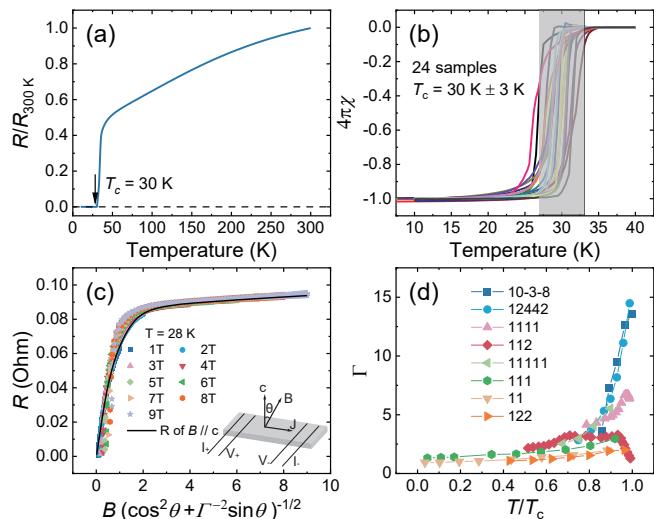 (a)
R/R300 K
1.0
0.8
0.6
0.4
0.2
0.0
Tc = 30 K
0 50 100 150 200 250 300
Temperature (K)
(b)
4πχ
0.0
-0.2
-0.4
-0.6
-0.8
-1.0
24 samples
Tc = 30 K ± 3 K
10 15 20 25 30 35 40
Temperature (K)
(c)
R (Ohm)
0.10
0.08
0.06
0.04
0.02
0.00
T = 28 K
1T 2T
3T 4T
5T 6T
7T 8T
9T
R of B // c
c
B
θ
J
I+
V+
V-
I-
0 2 4 6 8 10
B (cos²θ + Γ⁻²sinθ)⁻¹/²
(d)
Γ
15
10
5
0
10-3-8
12442
1111
112
11111
111
11
122
0.0 0.2 0.4 0.6 0.8 1.0
T/Tc